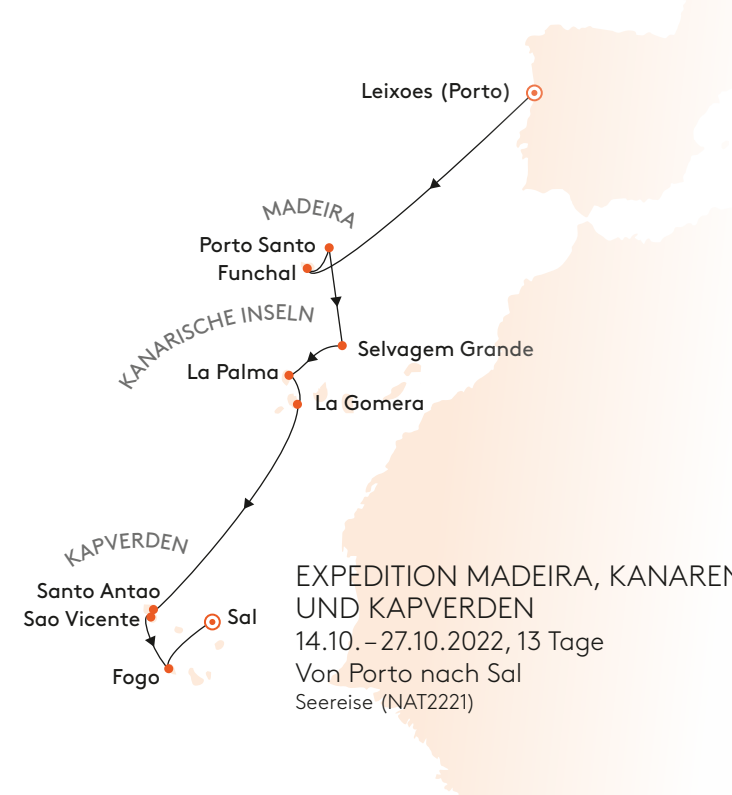 Leixoes (Porto)
MADEIRA
Porto Santo
Funchal
KANARISCHE INSELN
Selvagem Grande
La Palma
La Gomera
KAPVERDEN
Santo Antao
Sao Vicente
Sal
Fogo
EXPEDITION MADEIRA, KANAREN
UND KAPVERDEN
14.10. – 27.10.2022, 13 Tage
Von Porto nach Sal
Seereise (NAT2221)